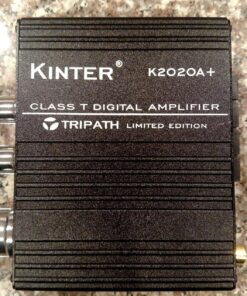 KINTER® K2020A+
CLASS T DIGITAL AMPLIFIER
TRIPATH LIMITED EDITION